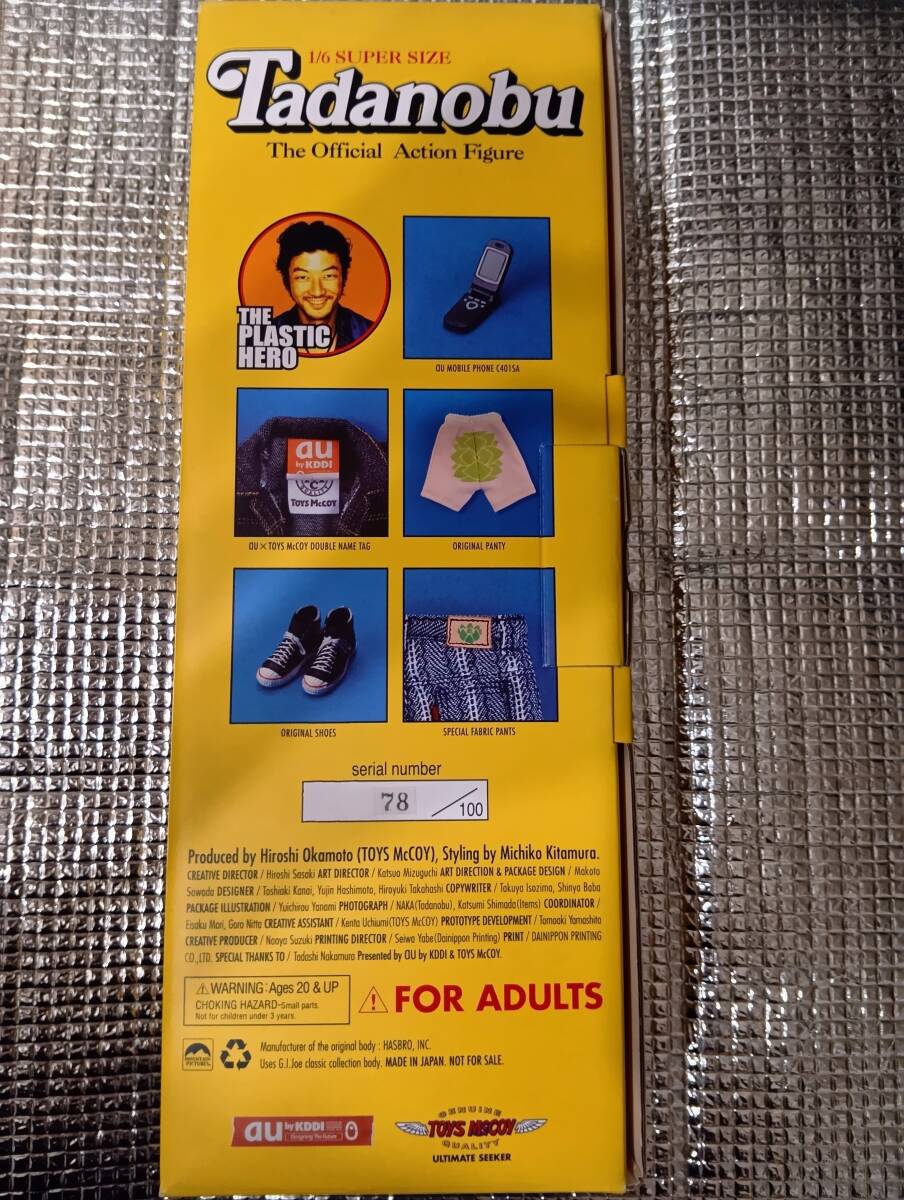 1/6 SUPER SIZE
Tadanobu
The Official Action Figure
THE
PLASTIC
HERO
au MOBILE PHONE C401SA
au
by KDDI
TOYS McCOY
au × TOYS McCOY DOUBLE NAME TAG
ORIGINAL PANTY
ORIGINAL SHOES
SPECIAL FABRIC PANTS
serial number
78 / 100
Produced by Hiroshi Okamoto (TOYS McCOY), Styling by Michiko Kitamura.
CREATIVE DIRECTOR / Hiroshi Sasaki ART DIRECTOR / Katsuo Mizuguchi ART DIRECTION & PACKAGE DESIGN / Makoto
Sawada DESIGNER / Toshiaki Kanai, Yujin Hashimoto, Hiroyuki Takahashi COPYWRITER / Takuya Isozima, Shinya Baba
PACKAGE ILLUSTRATION / Yuichirou Yanami PHOTOGRAPH / NAKA(Tadanobu), Katsumi Shimada(Items) COORDINATOR /
Eisaku Mori, Goro Nitta CREATIVE ASSISTANT / Kenta Uchiumi(TOYS McCOY) PROTOTYPE DEVELOPMENT / Tomoaki Yamashita
CREATIVE PRODUCER / Naoya Suzuki PRINTING DIRECTOR / Seiwa Yabe(Dainippon Printing) PRINT / DAINIPPON PRINTING
CO.,LTD. SPECIAL THANKS TO / Tadashi Nakamura Presented by au by KDDI & TOYS McCOY.
WARNING:Ages 20 & UP
CHOKING HAZARD-Small parts.
Not for children under 3 years.
FOR ADULTS
Manufacturer of the original body : HASBRO, INC.
Uses G.I.Joe classic collection body. MADE IN JAPAN. NOT FOR SALE.
au by KDDI
Designing The Future
GENUINE
TOYS McCOY
QUALITY
ULTIMATE SEEKER